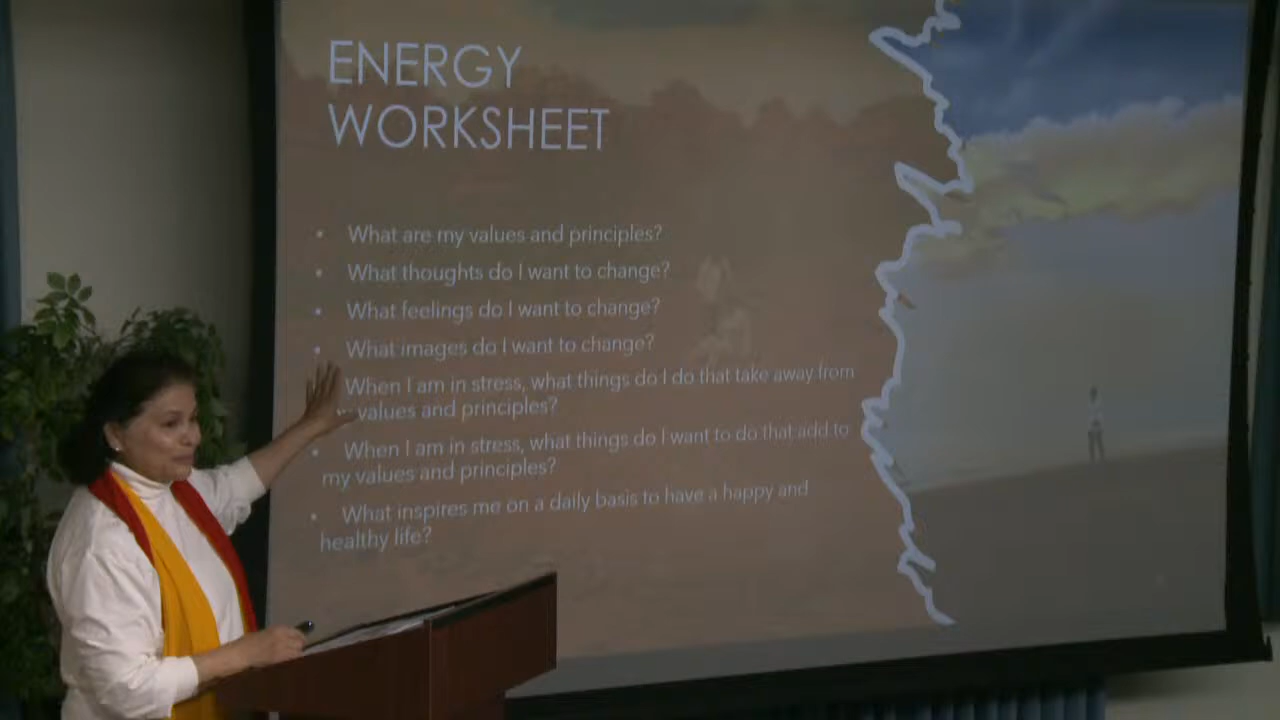 ENERGY
WORKSHEET
• What are my values and principles?
• What thoughts do I want to change?
• What feelings do I want to change?
• What images do I want to change?
When I am in stress, what things do I do that take away from
values and principles?
• When I am in stress, what things do I want to do that add to
my values and principles?
• What inspires me on a daily basis to have a happy and
healthy life?